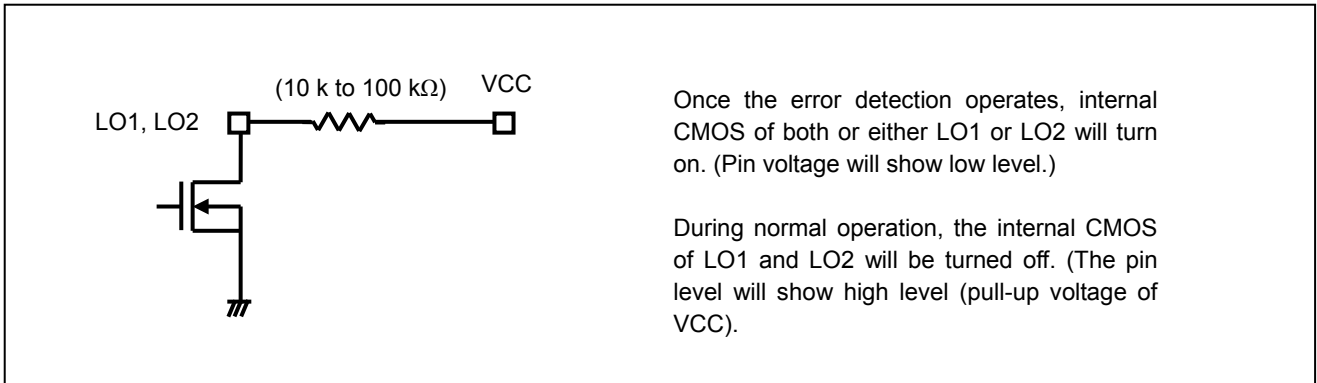 (10 k to 100 kΩ) VCC
LO1, LO2
Once the error detection operates, internal
CMOS of both or either LO1 or LO2 will turn
on. (Pin voltage will show low level.)
During normal operation, the internal CMOS
of LO1 and LO2 will be turned off. (The pin
level will show high level (pull-up voltage of
VCC).